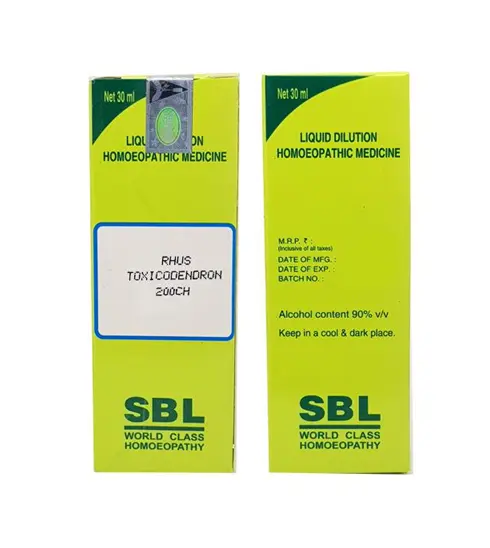 Net 30 ml
HOMOEOPATHIC MEDICINE
RHUS
TOXICODENDRON
200CH
SBL
WORLD CLASS
HOMOEOPATHY
Net 30 ml
LIQUID DILUTION
HOMOEOPATHIC MEDICINE
M.R.P. ₹ :
(Inclusive of all taxes)
DATE OF MFG. :
DATE OF EXP. :
BATCH NO. :
Alcohol content 90% v/v
Keep in a cool & dark place.
SBL
WORLD CLASS
HOMOEOPATHY